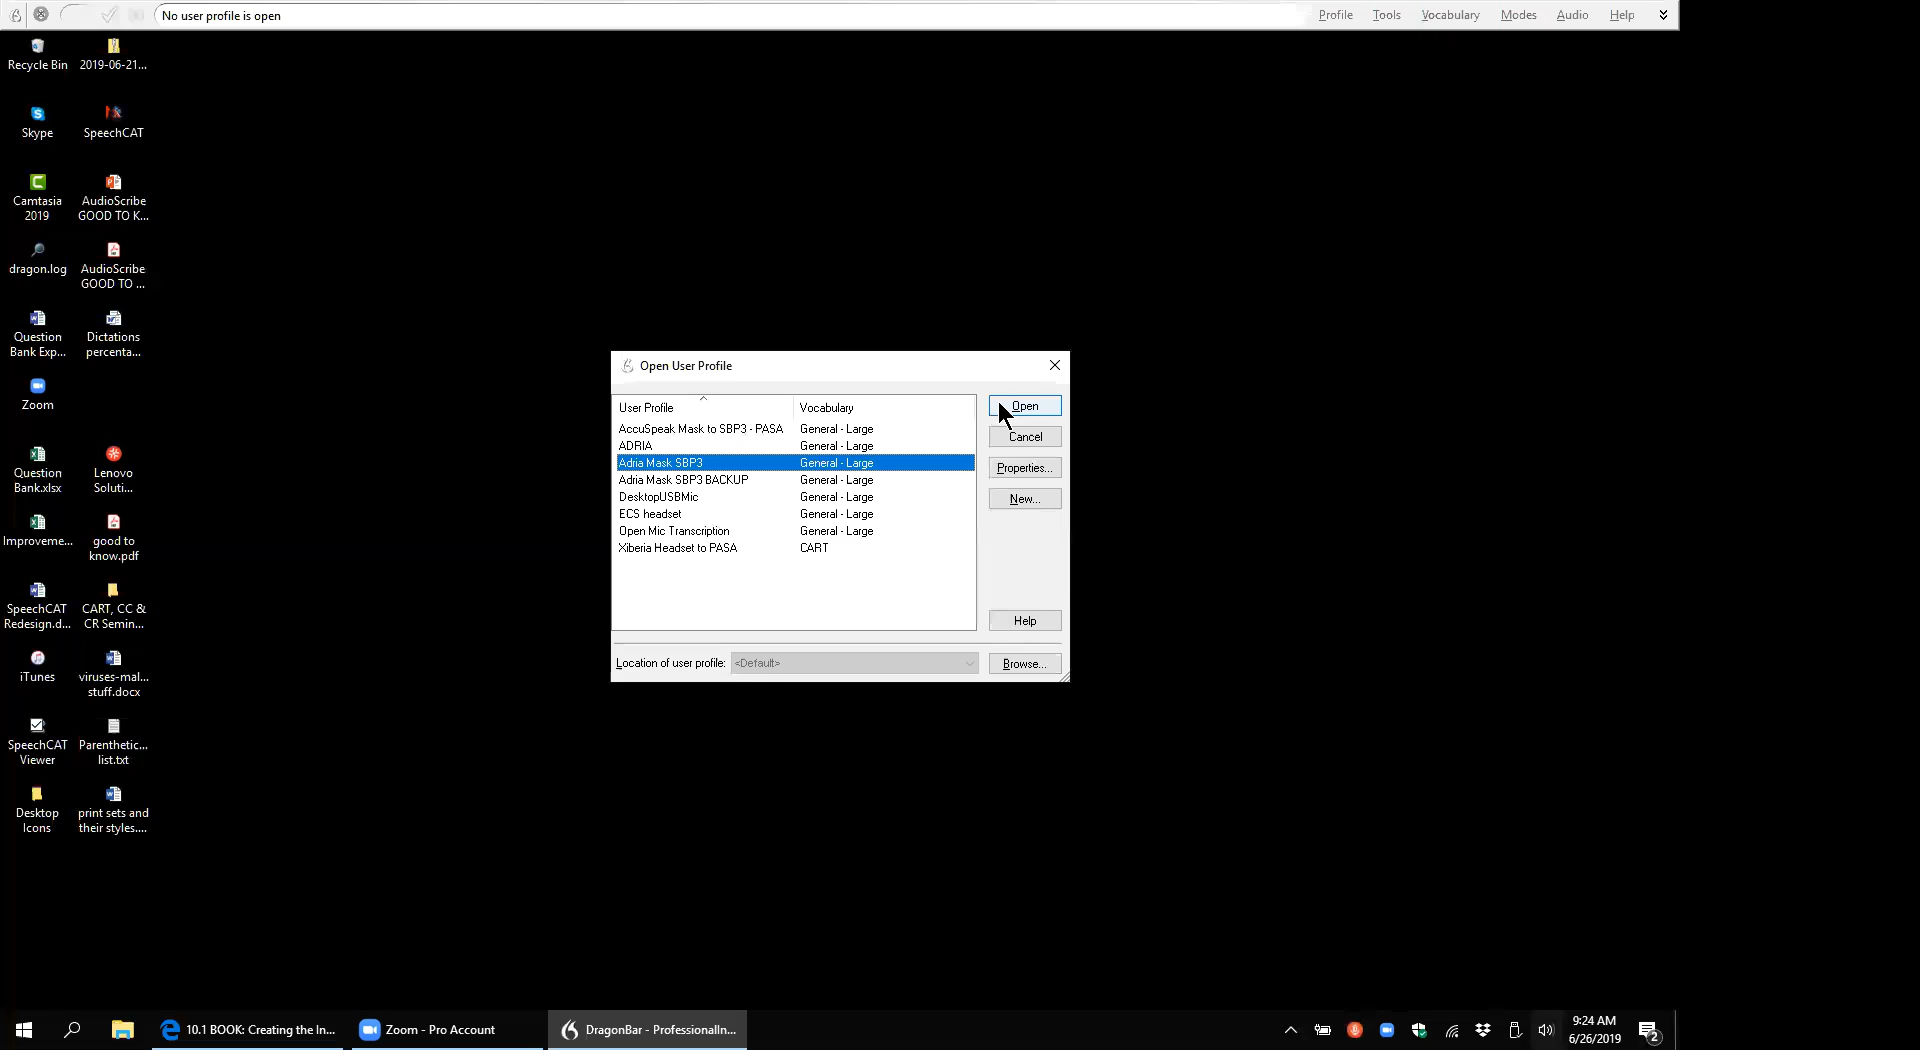 No user profile is open
Profile Tools Vocabulary Modes Audio Help
Recycle Bin
2019-06-21...
Skype
SpeechCAT
Camtasia
2019
AudioScribe
GOOD TO K...
dragon.log
AudioScribe
GOOD TO ...
Question
Bank Exp...
Dictations
percenta...
Zoom
Question
Bank.xlsx
Lenovo
Soluti...
Improveme...
good to
know.pdf
SpeechCAT
Redesign.d...
CART, CC &
CR Semin...
iTunes
viruses-mal...
stuff.docx
SpeechCAT
Viewer
Parenthetic...
list.txt
Desktop
Icons
print sets and
their styles....
Open User Profile
User Profile Vocabulary
AccuSpeak Mask to SBP3 - PASA General - Large
ADRIA General - Large
Adria Mask SBP3 General - Large
Adria Mask SBP3 BACKUP General - Large
DesktopUSBMic General - Large
ECS headset General - Large
Open Mic Transcription General - Large
Xiberia Headset to PASA CART
Open
Cancel
Properties...
New...
Help
Location of user profile: <Default> Browse...
10.1 BOOK: Creating the In...
Zoom - Pro Account
DragonBar - ProfessionalIn...
9:24 AM
6/26/2019
2